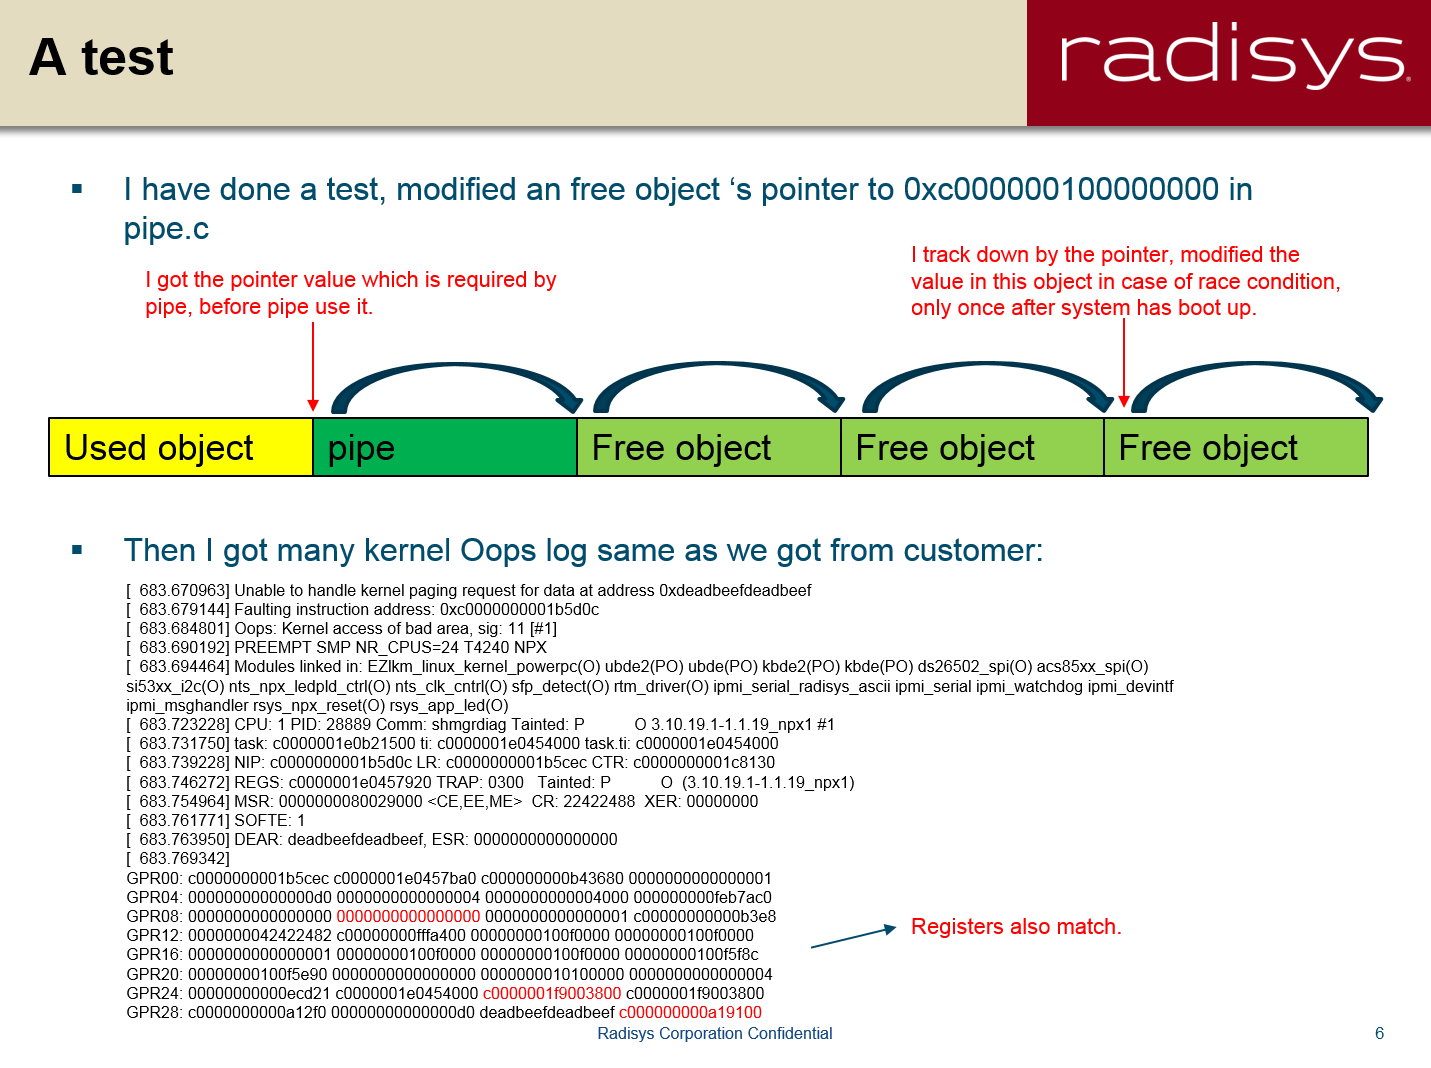 A test
radisys
I have done a test, modified an free object ‘s pointer to 0xc000000100000000 in
pipe.c
I got the pointer value which is required by
pipe, before pipe use it.
I track down by the pointer, modified the
value in this object in case of race condition,
only once after system has boot up.
Used object
pipe
Free object
Free object
Free object
Then I got many kernel Oops log same as we got from customer:
[  683.670963] Unable to handle kernel paging request for data at address 0xdeadbeefdeadbeef
[  683.679144] Faulting instruction address: 0xc0000000001b5d0c
[  683.684801] Oops: Kernel access of bad area, sig: 11 [#1]
[  683.690192] PREEMPT SMP NR_CPUS=24 T4240 NPX
[  683.694464] Modules linked in: EZlkm_linux_kernel_powerpc(O) ubde2(PO) ubde(PO) kbde2(PO) kbde(PO) ds26502_spi(O) acs85xx_spi(O)
si53xx_i2c(O) nts_npx_ledpld_ctrl(O) nts_clk_cntrl(O) sfp_detect(O) rtm_driver(O) ipmi_serial_radisys_ascii ipmi_serial ipmi_watchdog ipmi_devintf
ipmi_msghandler rsys_npx_reset(O) rsys_app_led(O)
[  683.723228] CPU: 1 PID: 28889 Comm: shmgrdiag Tainted: P           O 3.10.19.1-1.1.19_npx1 #1
[  683.731750] task: c0000001e0b21500 ti: c0000001e0454000 task.ti: c0000001e0454000
[  683.739228] NIP: c0000000001b5d0c LR: c0000000001b5cec CTR: c0000000001c8130
[  683.746272] REGS: c0000001e0457920 TRAP: 0300   Tainted: P           O  (3.10.19.1-1.1.19_npx1)
[  683.754964] MSR: 0000000080029000 <CE,EE,ME>  CR: 22422488  XER: 00000000
[  683.761771] SOFTE: 1
[  683.763950] DEAR: deadbeefdeadbeef, ESR: 0000000000000000
[  683.769342]
GPR00: c0000000001b5cec c0000001e0457ba0 c000000000b43680 0000000000000001
GPR04: 00000000000000d0 0000000000000004 0000000000004000 000000000feb7ac0
GPR08: 0000000000000000 0000000000000000 0000000000000001 c00000000000b3e8
GPR12: 0000000042422482 c00000000fffa400 00000000100f0000 00000000100f0000
GPR16: 0000000000000001 00000000100f0000 00000000100f0000 00000000100f5f8c
GPR20: 00000000100f5e90 0000000000000000 0000000010100000 0000000000000004
GPR24: 00000000000ecd21 c0000001e0454000 c0000001f9003800 c0000001f9003800
GPR28: c0000000000a12f0 00000000000000d0 deadbeefdeadbeef c000000000a19100
Registers also match.
Radisys Corporation Confidential
6